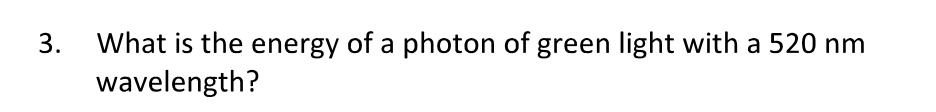 3. What is the energy of a photon of green light with a 520 nm
wavelength?